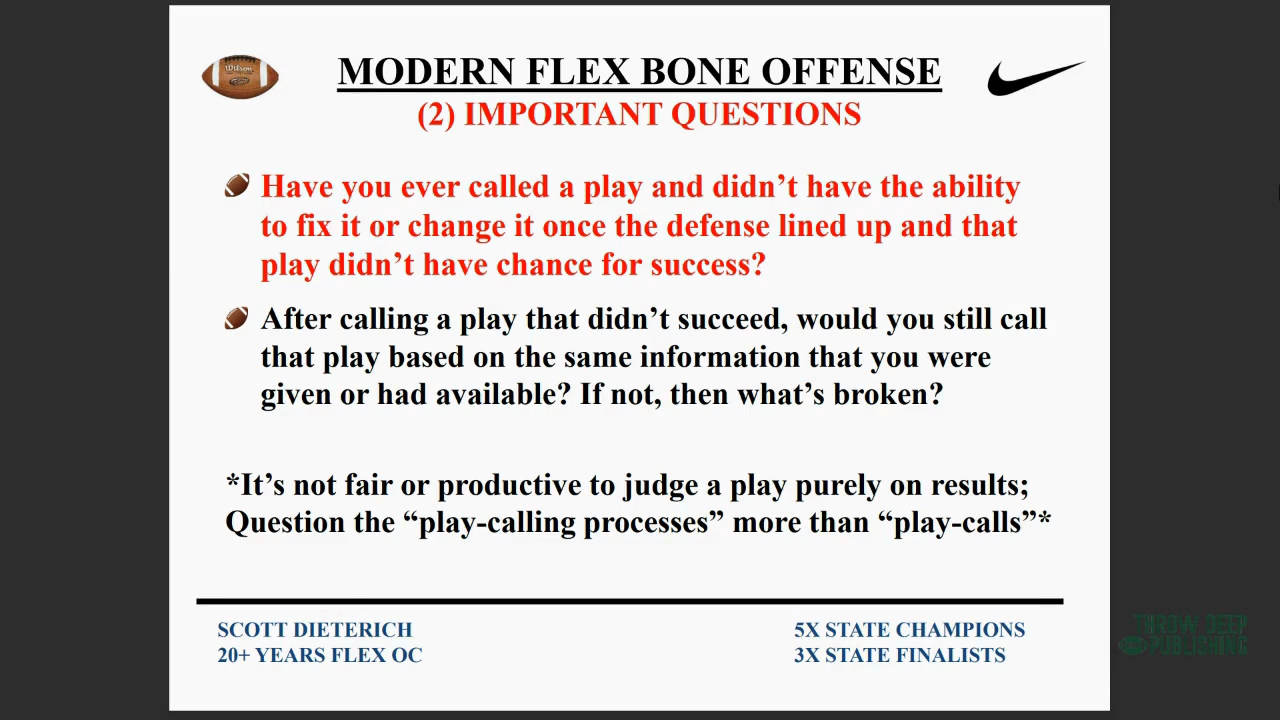 MODERN FLEX BONE OFFENSE
(2) IMPORTANT QUESTIONS
Wilson
Have you ever called a play and didn't have the ability
to fix it or change it once the defense lined up and that
play didn't have chance for success?
After calling a play that didn't succeed, would you still call
that play based on the same information that you were
given or had available? If not, then what's broken?
*It's not fair or productive to judge a play purely on results;
Question the “play-calling processes” more than “play-calls”*
SCOTT DIETERICH
20+ YEARS FLEX OC
5X STATE CHAMPIONS
3X STATE FINALISTS
THROW DEEP
PUBLISHING